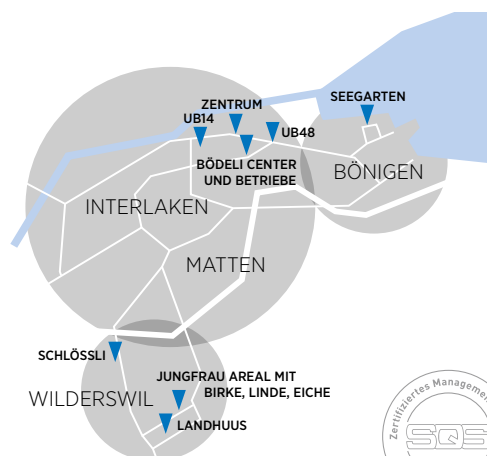 SEEGARTEN
ZENTRUM
UB14
UB48
BÖDELI CENTER
UND BETRIEBE
BÖNIGEN
INTERLAKEN
MATTEN
SCHLÖSSLI
JUNGFRAU AREAL MIT
BIRKE, LINDE, EICHE
WILDERSWIL
LANDHUUS
Zertifiziertes Manageme
SQS